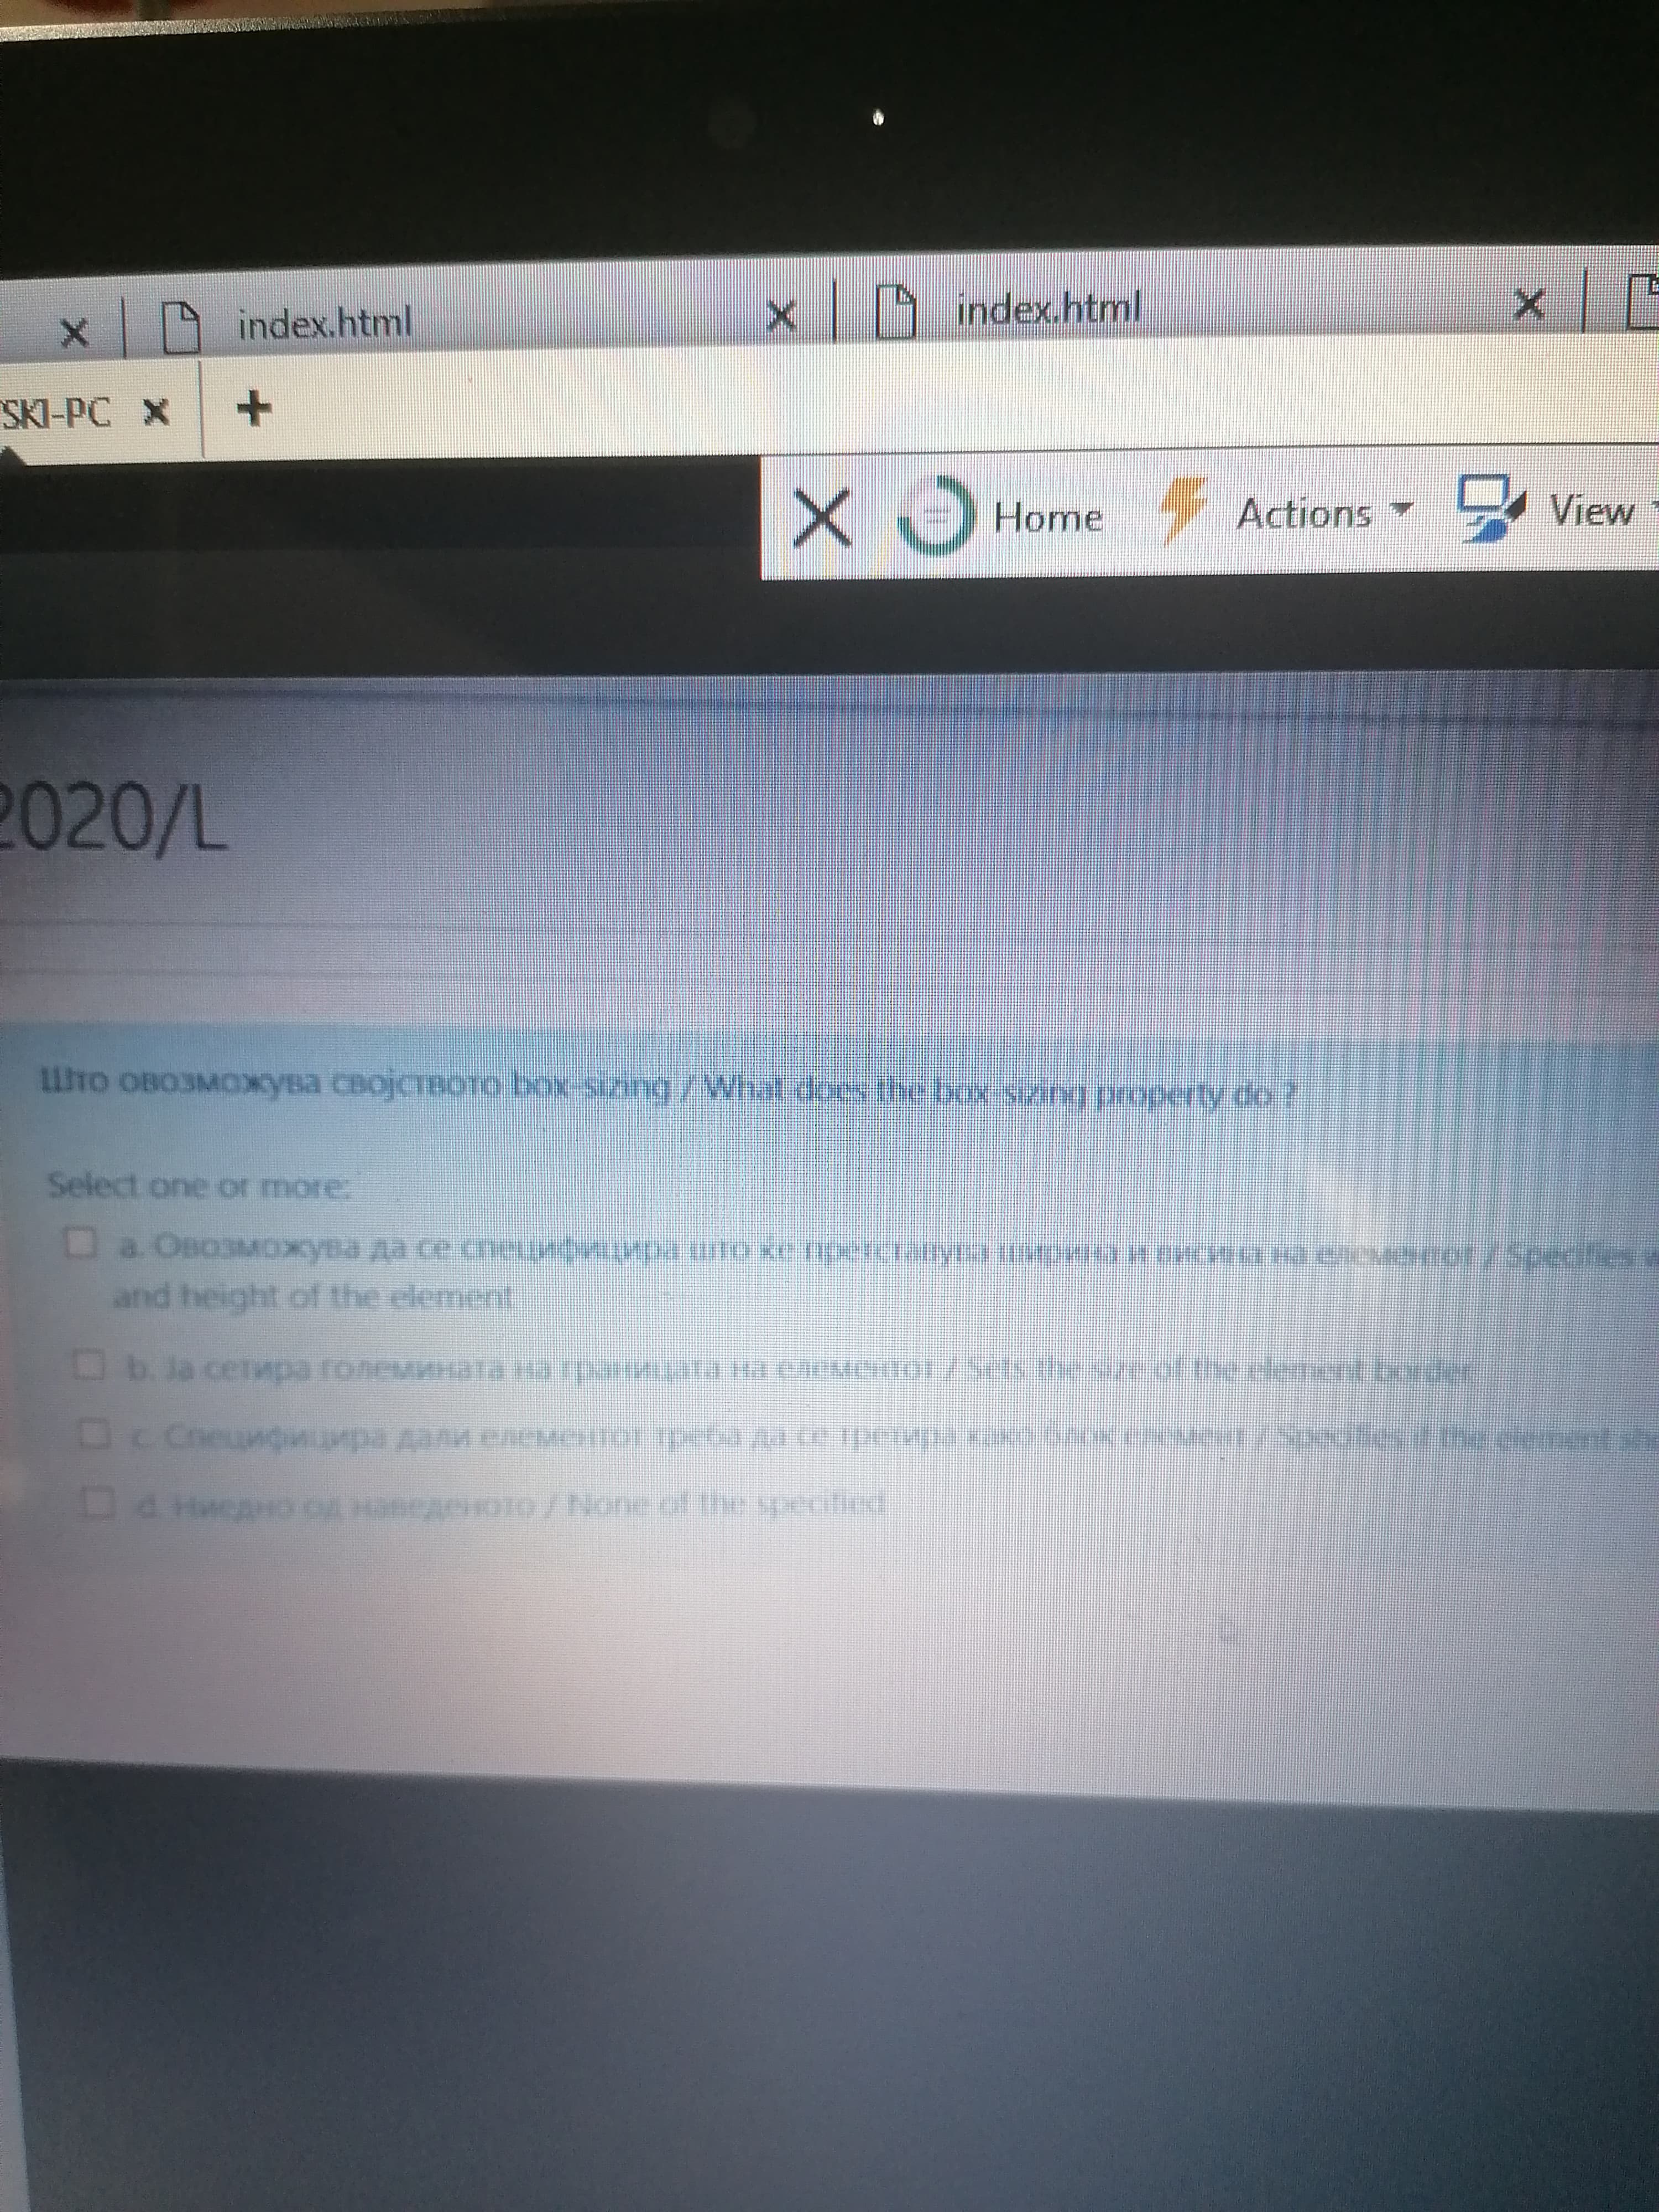 index.html
index.html
SKI-PC
Home Actions View
2020/L
Што овозможува својството box-sizing / What does the box-sizing property do ?
Select one or more:
a. Овозможува да се специфицира што ќе претставува ширина и висина на елементот / Specifies
and height of the element
b. Ја сетира големината на границата на елементот / Sets the size of the element border
c. Специфицира дали елементот треба да се третира како блок елемент / Specifies if the element
d. Ниедно од наведеното / None of the specified